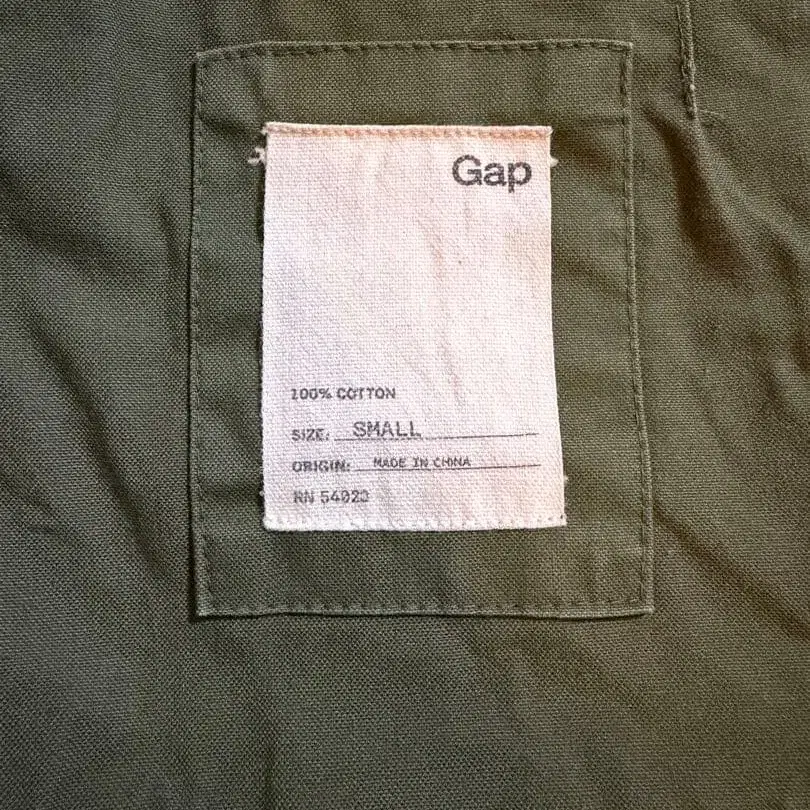 Gap
100% COTTON
SIZE: SMALL
ORIGIN: MADE IN CHINA
RN 54023